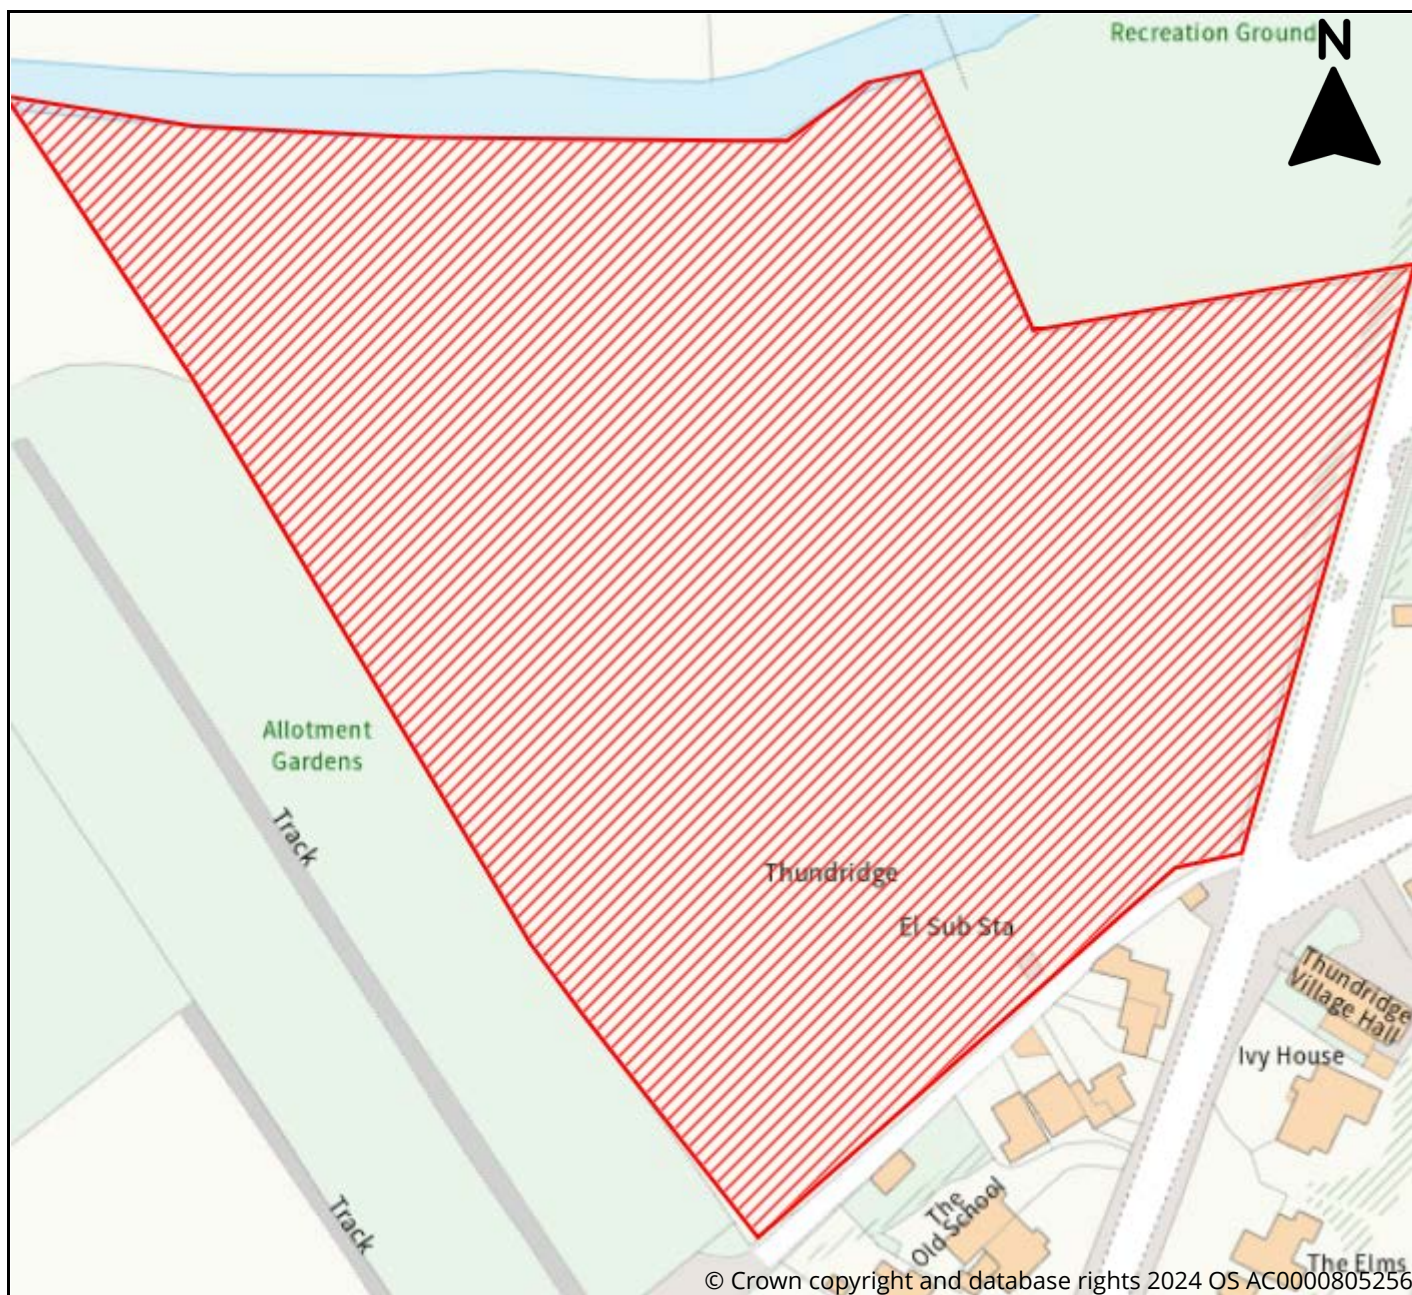 Recreation Ground
N
Allotment
Gardens
Track
Thundridge
El Sub Sta
Thundridge
Village Hall
Ivy House
The
Old School
Track
The Elms
© Crown copyright and database rights 2024 OS AC0000805256